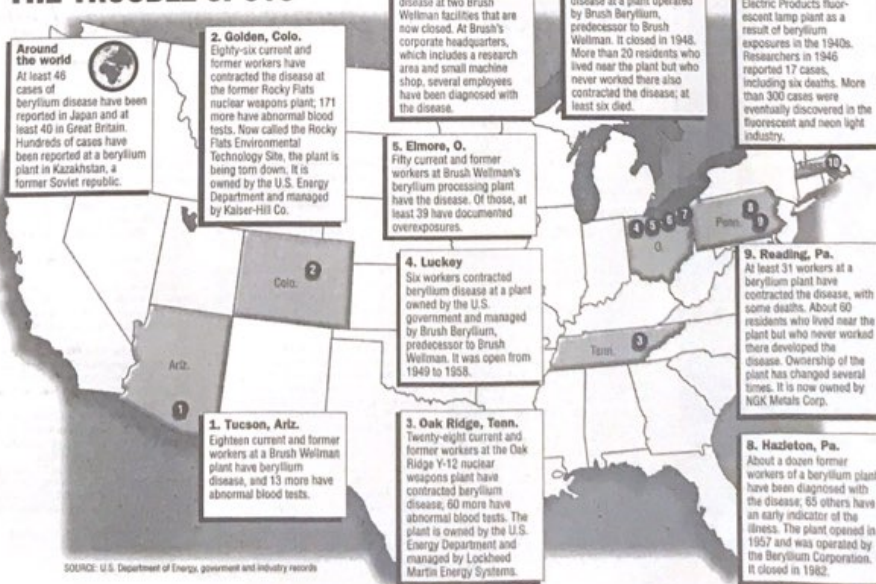 Around
the world
At least 46
cases of
beryllium disease have been
reported in Japan and at
least 40 in Great Britain.
Hundreds of cases have
been reported at a beryllium
plant in Kazakhstan, a
former Soviet republic.
2. Golden, Colo.
Eighty-six current and
former workers have
contracted the disease at
the former Rocky Flats
nuclear weapons plant; 171
more have abnormal blood
tests. Now called the Rocky
Flats Environmental
Technology Site, the plant is
being torn down. It is
owned by the U.S. Energy
Department and managed
by Kaiser-Hill Co.
disease at two Brush
Wellman facilities that are
now closed. At Brush's
corporate headquarters,
which includes a research
area and small machine
shop, several employees
have been diagnosed with
the disease.
disease at a plant operated
by Brush Beryllium,
predecessor to Brush
Wellman. It closed in 1948.
More than 20 residents who
lived near the plant but who
never worked there also
contracted the disease; at
least six died.
Electric Products fluor-
escent lamp plant as a
result of beryllium
exposures in the 1940s.
Researchers in 1946
reported 17 cases,
including six deaths. More
than 300 cases were
eventually discovered in the
fluorescent and neon light
industry.
5. Elmore, O.
Fifty current and former
workers at Brush Wellman's
beryllium processing plant
have the disease. Of those, at
least 39 have documented
overexposures.
4. Luckey
Six workers contracted
beryllium disease at a plant
owned by the U.S.
government and managed
by Brush Beryllium,
predecessor to Brush
Wellman. It was open from
1949 to 1958.
10
4 5 6 7
O.
Penn.
8
9
Colo.
2
Tenn.
3
Ariz.
1
9. Reading, Pa.
At least 31 workers at a
beryllium plant have
contracted the disease, with
some deaths. About 60
residents who lived near the
plant but who never worked
there developed the
disease. Ownership of the
plant has changed several
times. It is now owned by
NGK Metals Corp.
1. Tucson, Ariz.
Eighteen current and former
workers at a Brush Wellman
plant have beryllium
disease, and 13 more have
abnormal blood tests.
3. Oak Ridge, Tenn.
Twenty-eight current and
former workers at the Oak
Ridge Y-12 nuclear
weapons plant have
contracted beryllium
disease; 60 more have
abnormal blood tests. The
plant is owned by the U.S.
Energy Department and
managed by Lockheed
Martin Energy Systems.
8. Hazleton, Pa.
About a dozen former
workers of a beryllium plant
have been diagnosed with
the disease; 65 others have
an early indicator of the
illness. The plant opened in
1957 and was operated by
the Beryllium Corporation.
It closed in 1982.
SOURCE: U.S. Department of Energy, goverment and industry records